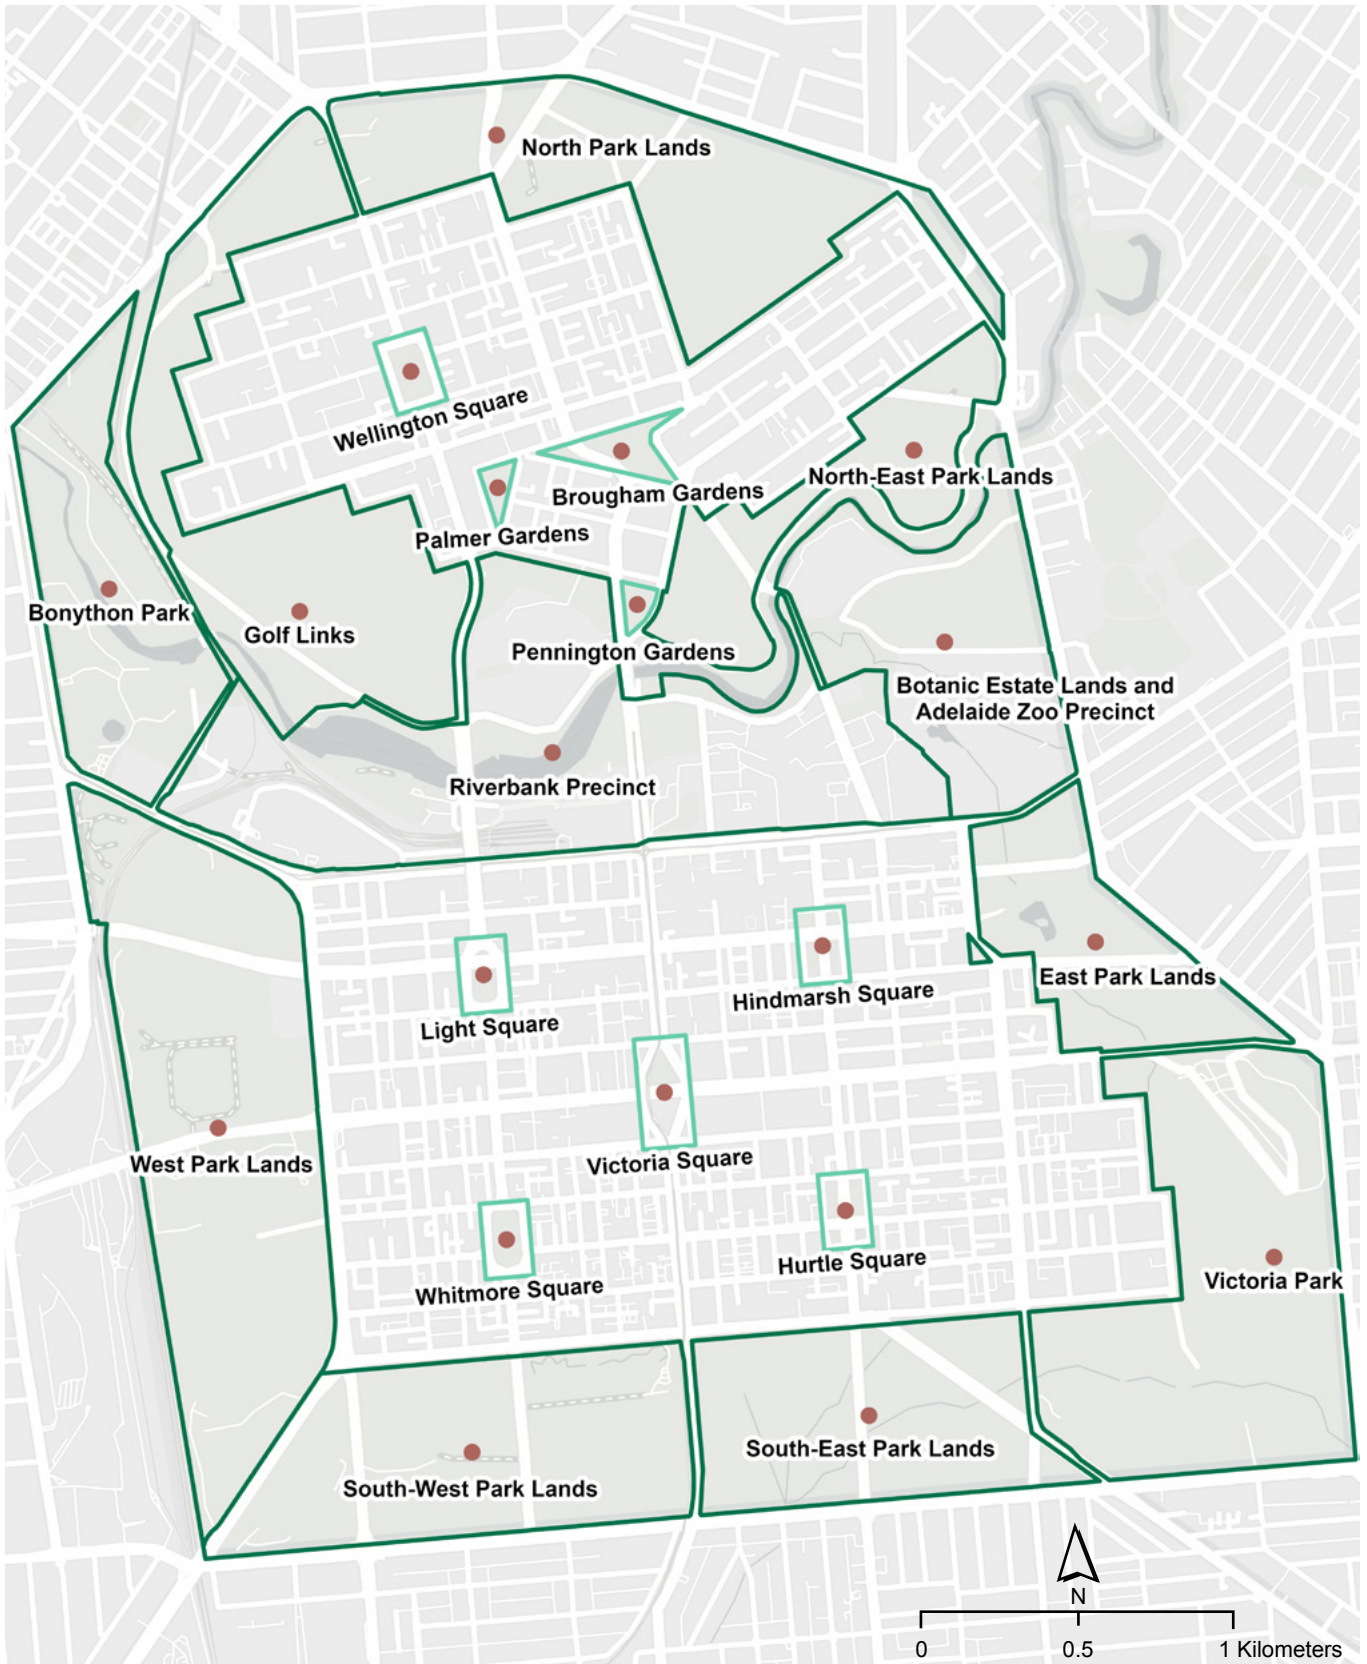 North Park Lands
Wellington Square
North-East Park Lands
Brougham Gardens
Palmer Gardens
Bonython Park
Golf Links
Pennington Gardens
Botanic Estate Lands and
Adelaide Zoo Precinct
Riverbank Precinct
East Park Lands
Hindmarsh Square
Light Square
West Park Lands
Victoria Square
Hurtle Square
Victoria Park
Whitmore Square
South-East Park Lands
South-West Park Lands
N
0 0.5 1 Kilometers